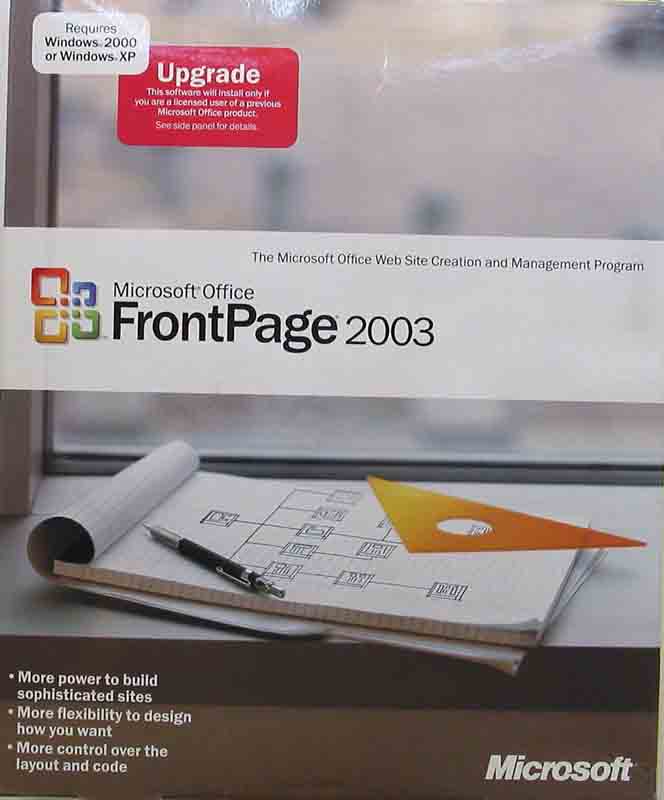 Requires
Windows® 2000
or Windows® XP
Upgrade
This software will install only if
you are a licensed user of a previous
Microsoft Office product.
See side panel for details.
The Microsoft Office Web Site Creation and Management Program
Microsoft® Office
FrontPage® 2003
• More power to build
sophisticated sites
• More flexibility to design
how you want
• More control over the
layout and code
Microsoft®